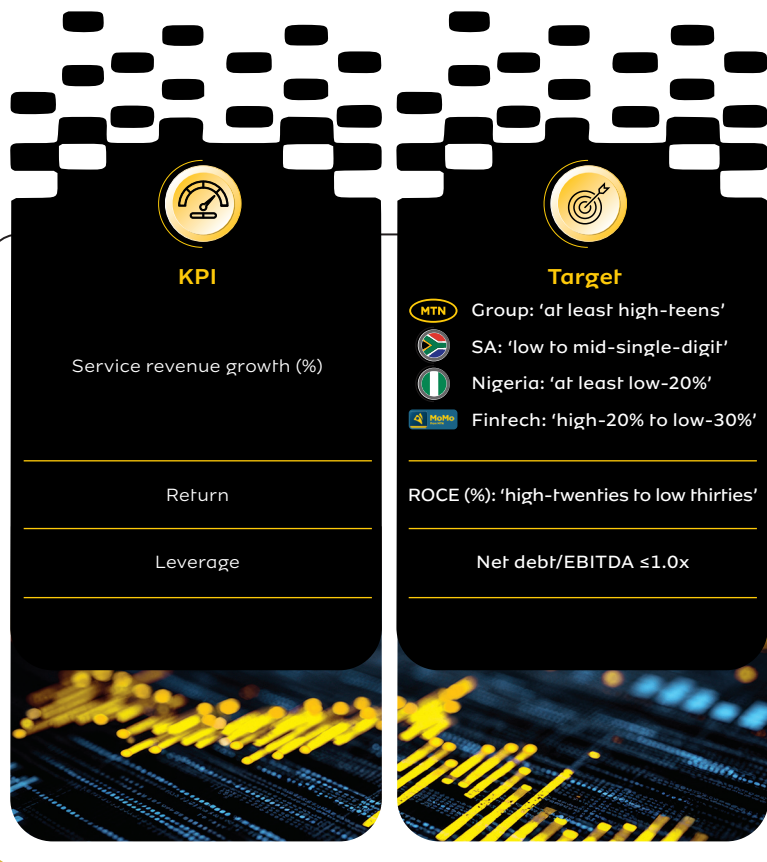 KPI
Service revenue growth (%)
Return
Leverage
Target
MTN
Group: ‘at least high-teens’
SA: ‘low to mid-single-digit’
Nigeria: ‘at least low-20%’
MoMo
Fintech: ‘high-20% to low-30%’
ROCE (%): ‘high-twenties to low thirties’
Net debt/EBITDA ≤1.0x